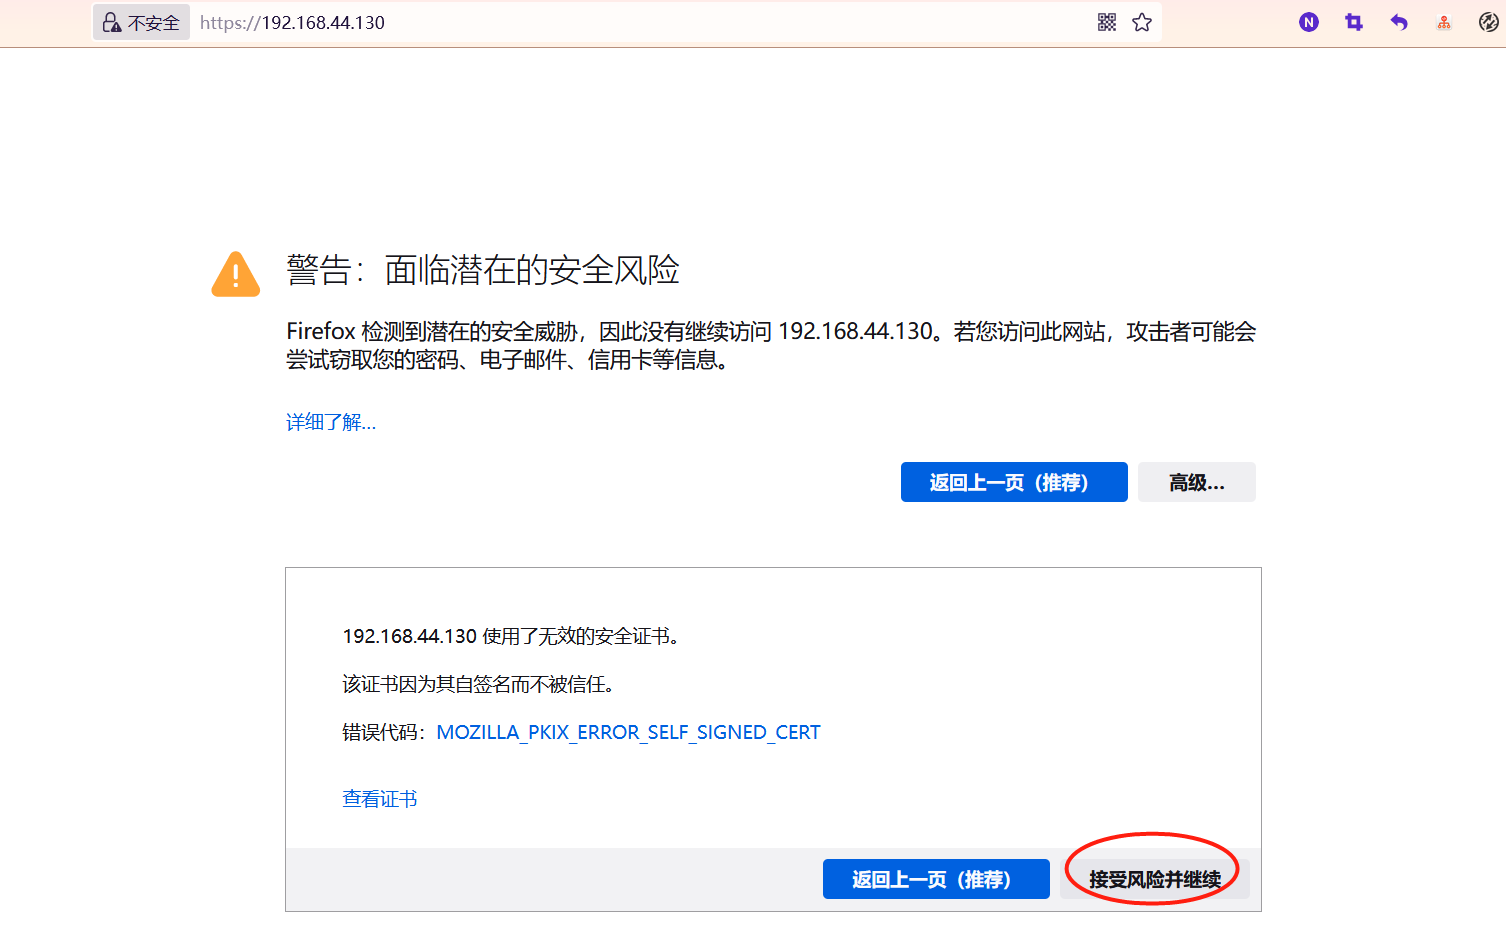 不安全 https://192.168.44.130
N
警告：面临潜在的安全风险
Firefox 检测到潜在的安全威胁，因此没有继续访问 192.168.44.130。若您访问此网站，攻击者可能会
尝试窃取您的密码、电子邮件、信用卡等信息。
详细了解...
返回上一页（推荐） 高级...
192.168.44.130 使用了无效的安全证书。
该证书因为其自签名而不被信任。
错误代码：MOZILLA_PKIX_ERROR_SELF_SIGNED_CERT
查看证书
返回上一页（推荐） 接受风险并继续